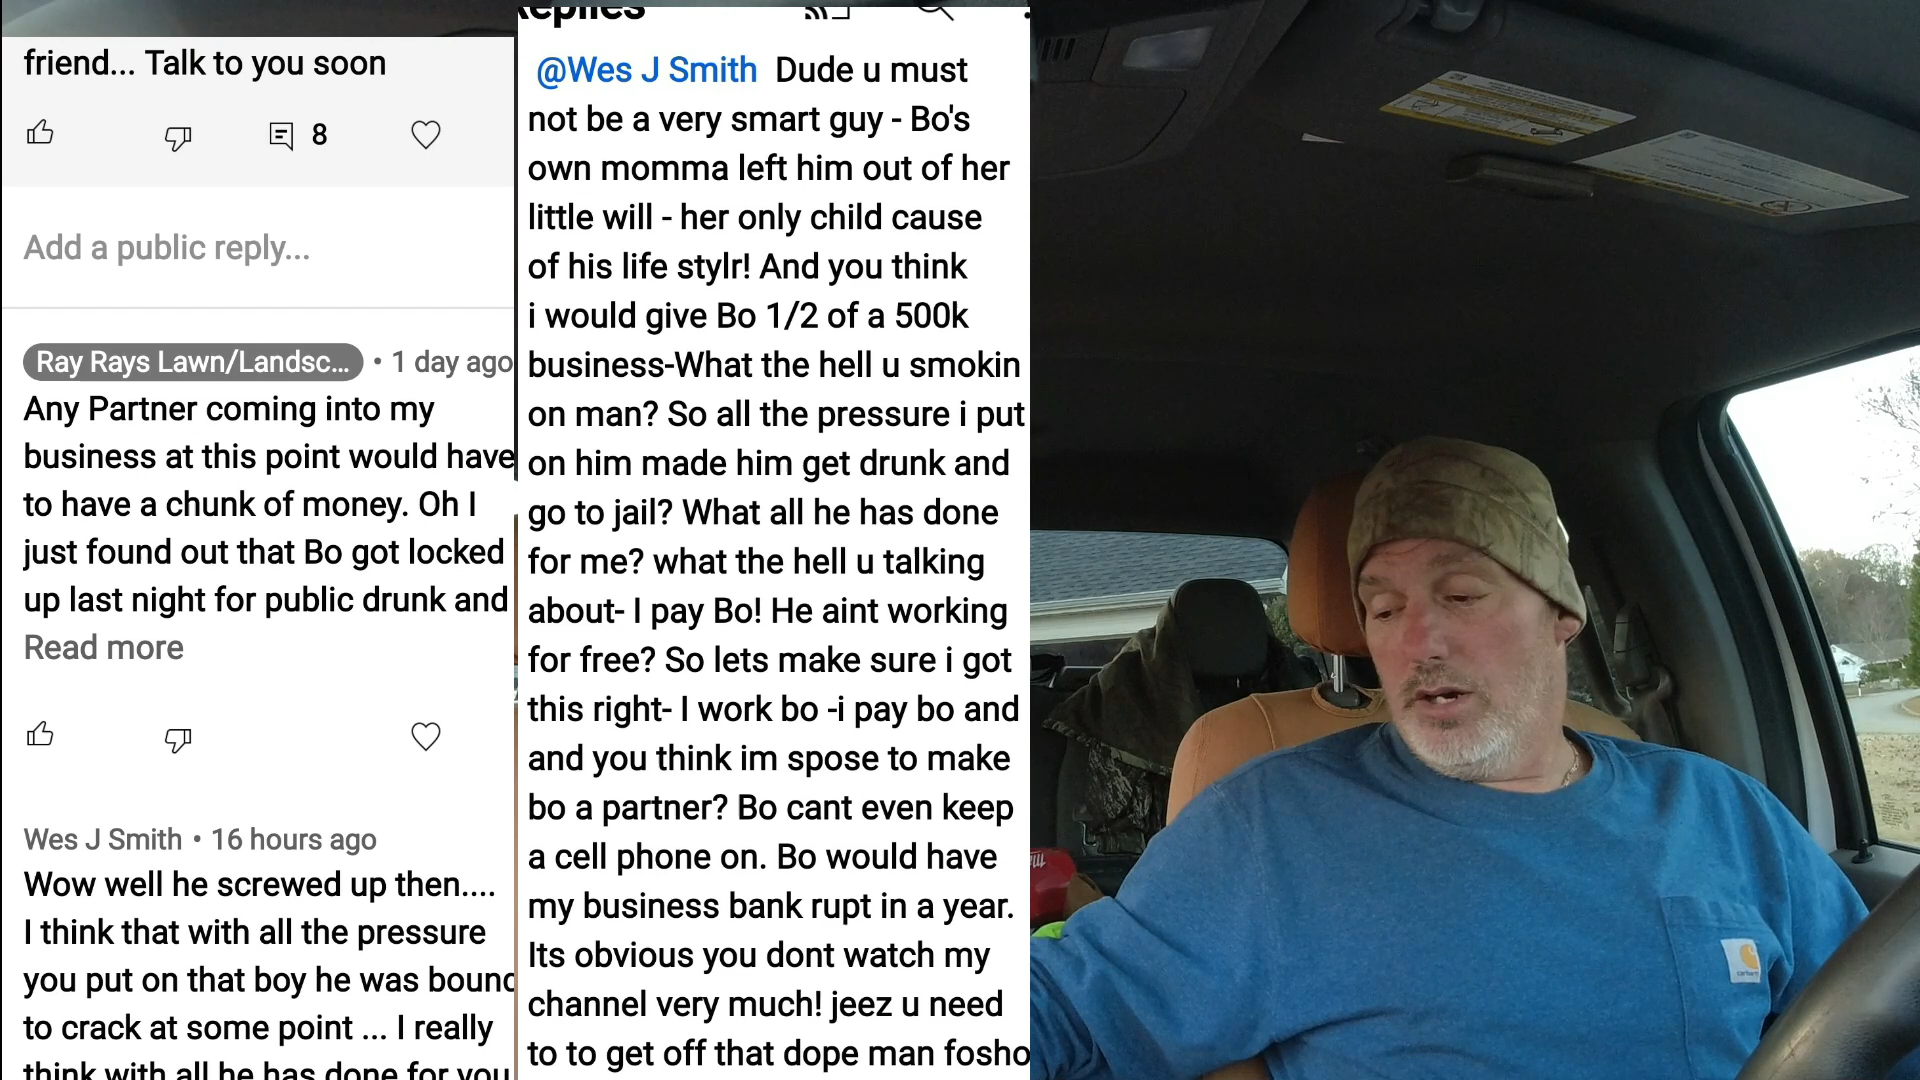 friend... Talk to you soon
8
Add a public reply...
Ray Rays Lawn/Landsc... • 1 day ago
Any Partner coming into my
business at this point would have
to have a chunk of money. Oh I
just found out that Bo got locked
up last night for public drunk and
Read more
Wes J Smith • 16 hours ago
Wow well he screwed up then....
I think that with all the pressure
you put on that boy he was bound
to crack at some point ... I really
think with all he has done for you
Replies
@Wes J Smith Dude u must
not be a very smart guy - Bo's
own momma left him out of her
little will - her only child cause
of his life stylr! And you think
i would give Bo 1/2 of a 500k
business-What the hell u smokin
on man? So all the pressure i put
on him made him get drunk and
go to jail? What all he has done
for me? what the hell u talking
about- I pay Bo! He aint working
for free? So lets make sure i got
this right- I work bo -i pay bo and
and you think im spose to make
bo a partner? Bo cant even keep
a cell phone on. Bo would have
my business bank rupt in a year.
Its obvious you dont watch my
channel very much! jeez u need
to to get off that dope man fosho
carhartt